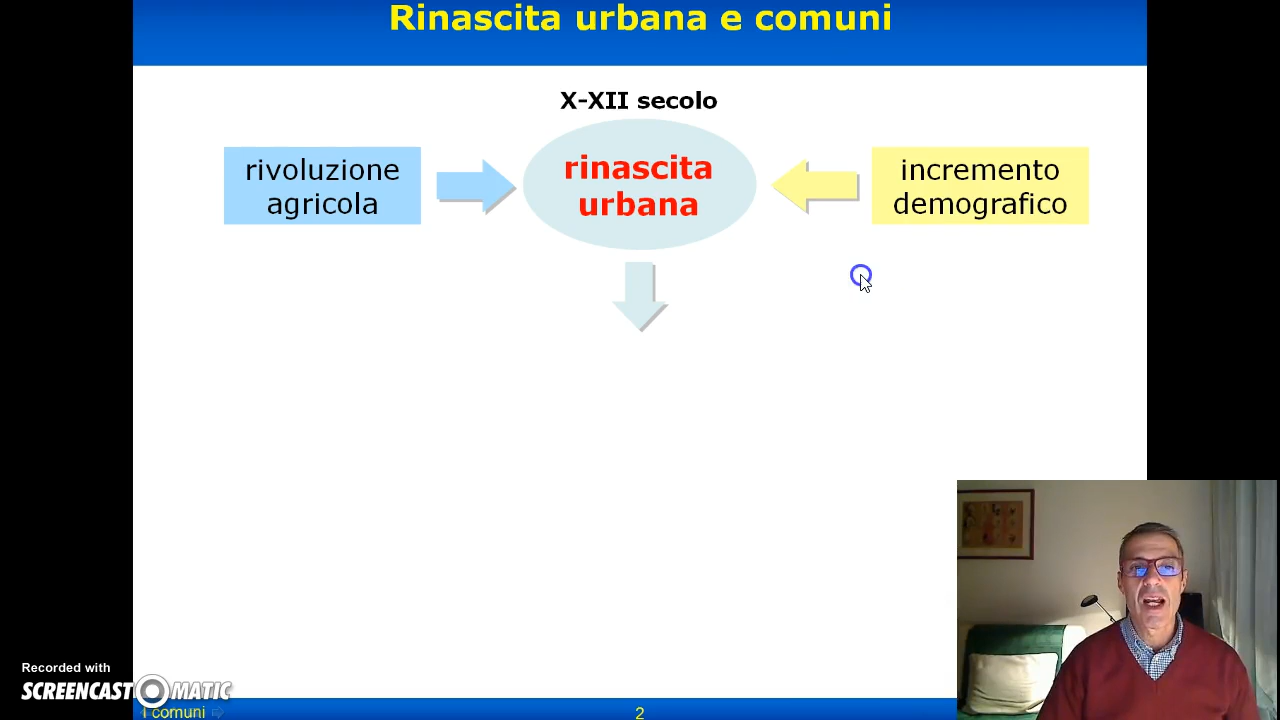 Rinascita urbana e comuni
X-XII secolo
rivoluzione
agricola
rinascita
urbana
incremento
demografico
Recorded with
SCREENCAST MATIC
I comuni
2